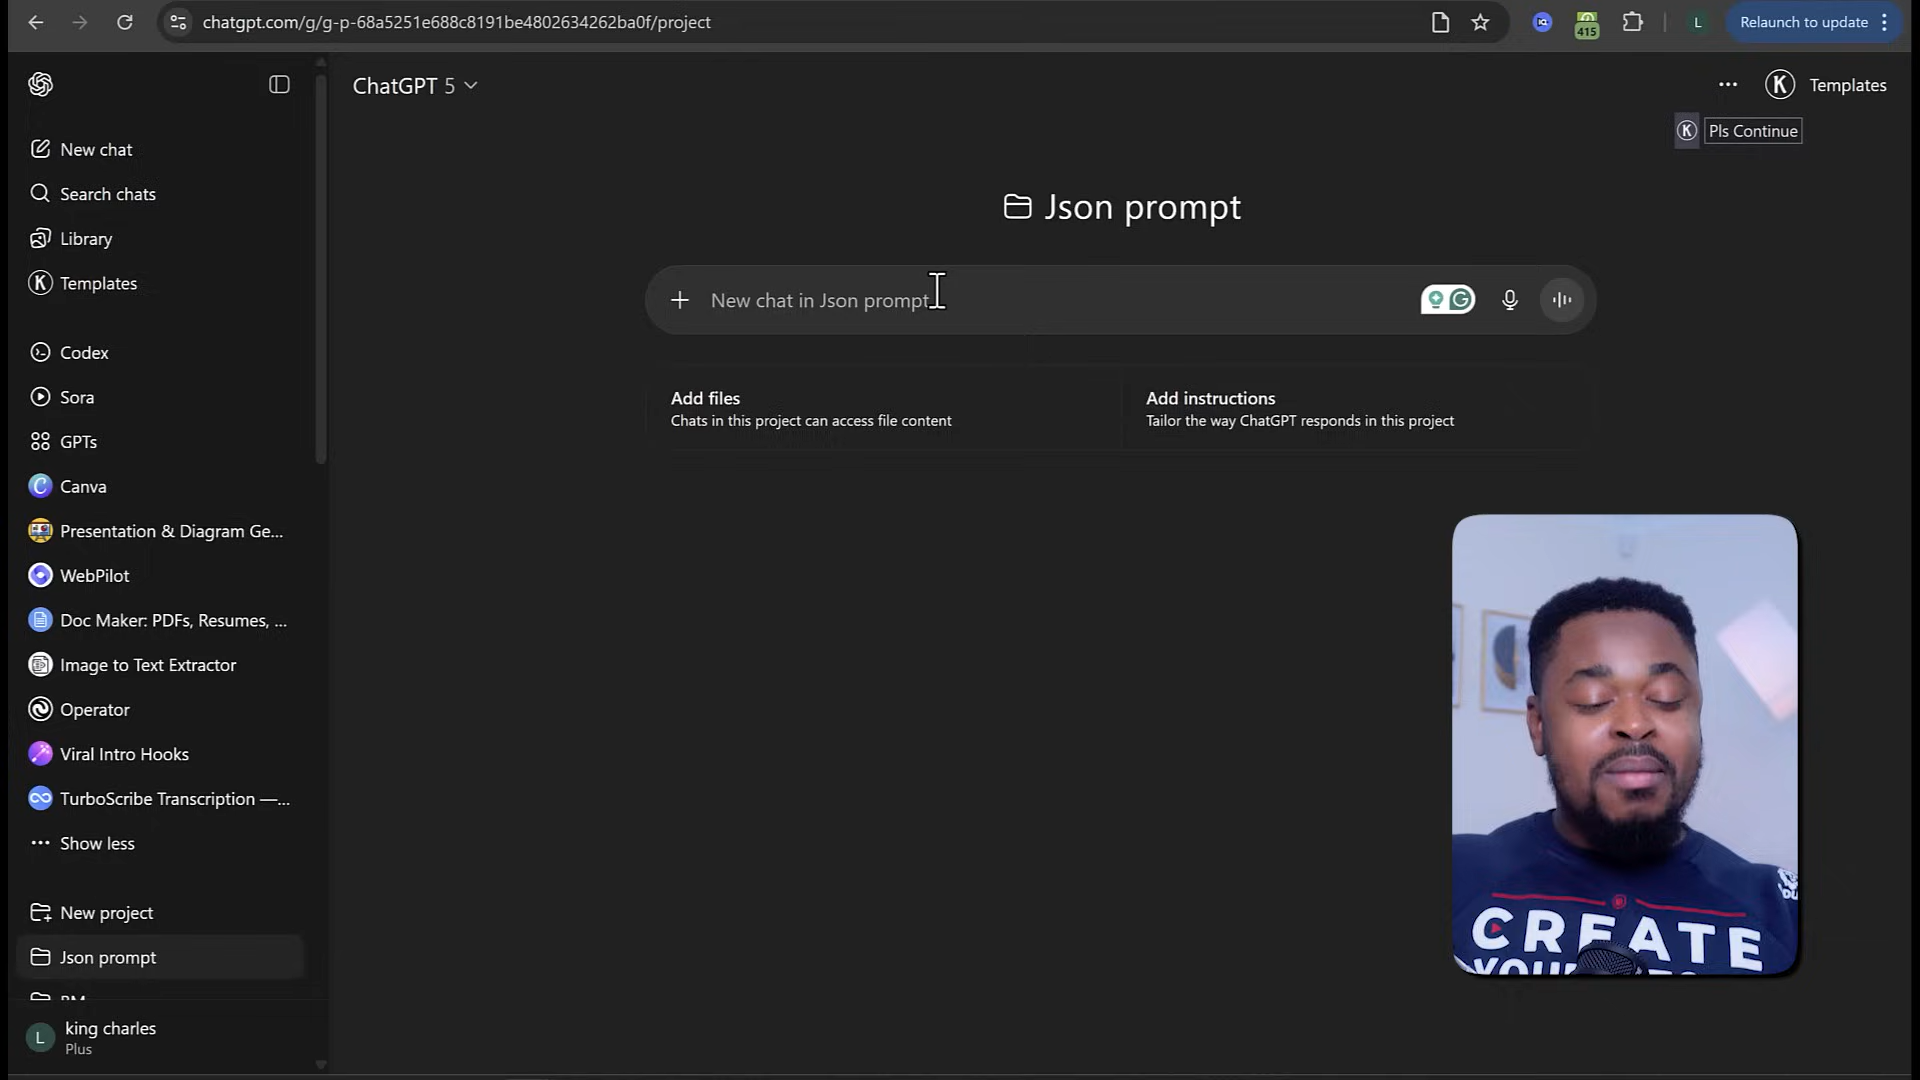 chatgpt.com/g/g-p-68a5251e688c8191be4802634262ba0f/project
415
L
Relaunch to update
ChatGPT 5
K Templates
K Pls Continue
New chat
Search chats
Library
K Templates
Codex
Sora
GPTs
Canva
Presentation & Diagram Ge...
WebPilot
Doc Maker: PDFs, Resumes, ...
Image to Text Extractor
Operator
Viral Intro Hooks
TurboScribe Transcription —...
Show less
New project
Json prompt
L king charles
Plus
Json prompt
New chat in Json prompt
Add files
Chats in this project can access file content
Add instructions
Tailor the way ChatGPT responds in this project
CREATE